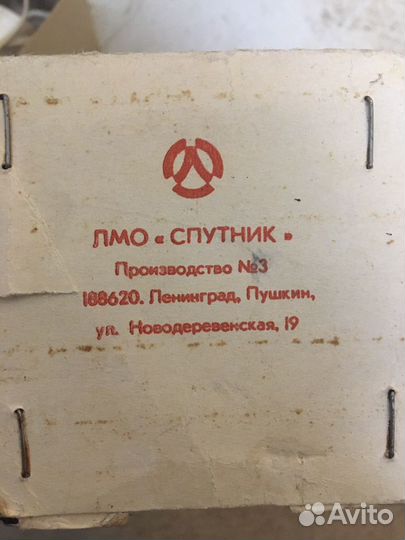 ЛМО « СПУТНИК »
Производство №3
188620. Ленинград, Пушкин,
ул. Новодеревенская, 19
Avito